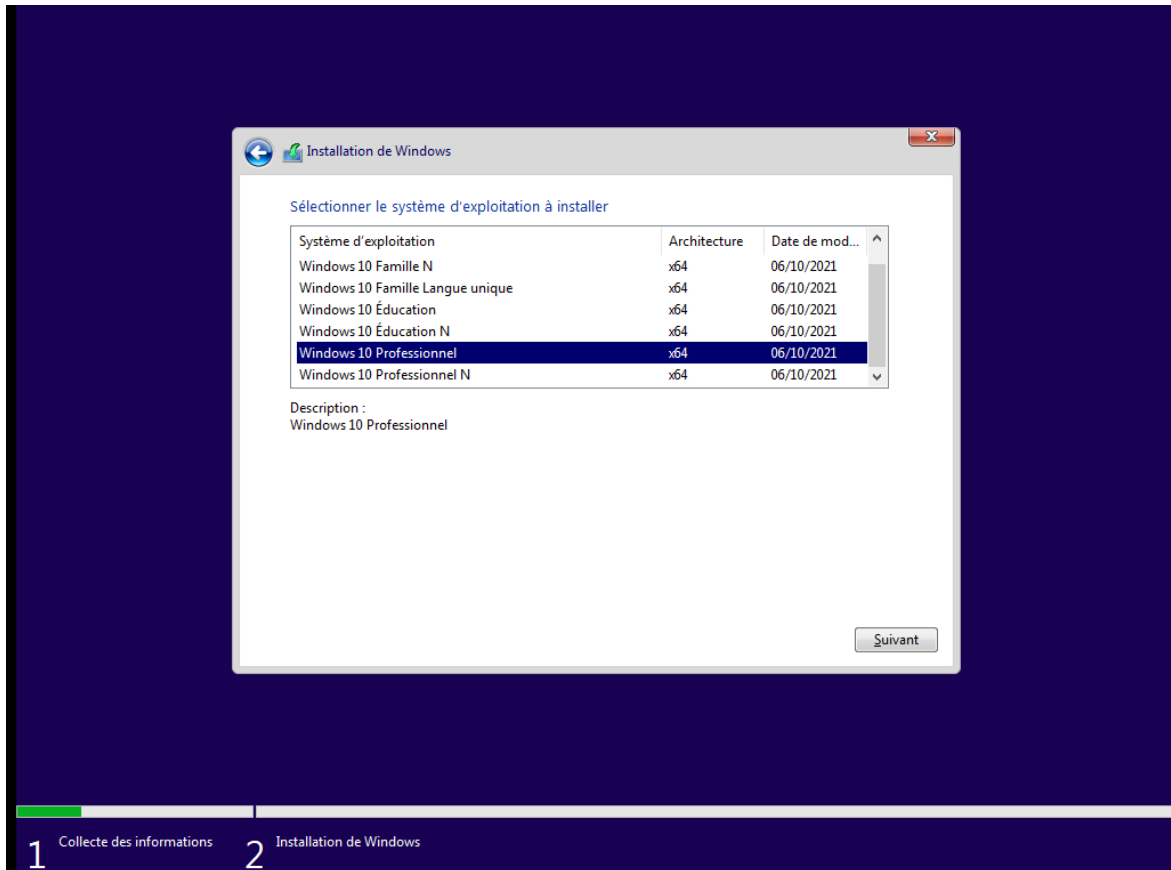 Installation de Windows
Sélectionner le système d'exploitation à installer
Système d'exploitation Architecture Date de mod...
Windows 10 Famille N x64 06/10/2021
Windows 10 Famille Langue unique x64 06/10/2021
Windows 10 Éducation x64 06/10/2021
Windows 10 Éducation N x64 06/10/2021
Windows 10 Professionnel x64 06/10/2021
Windows 10 Professionnel N x64 06/10/2021
Description :
Windows 10 Professionnel
Suivant
1 Collecte des informations 2 Installation de Windows